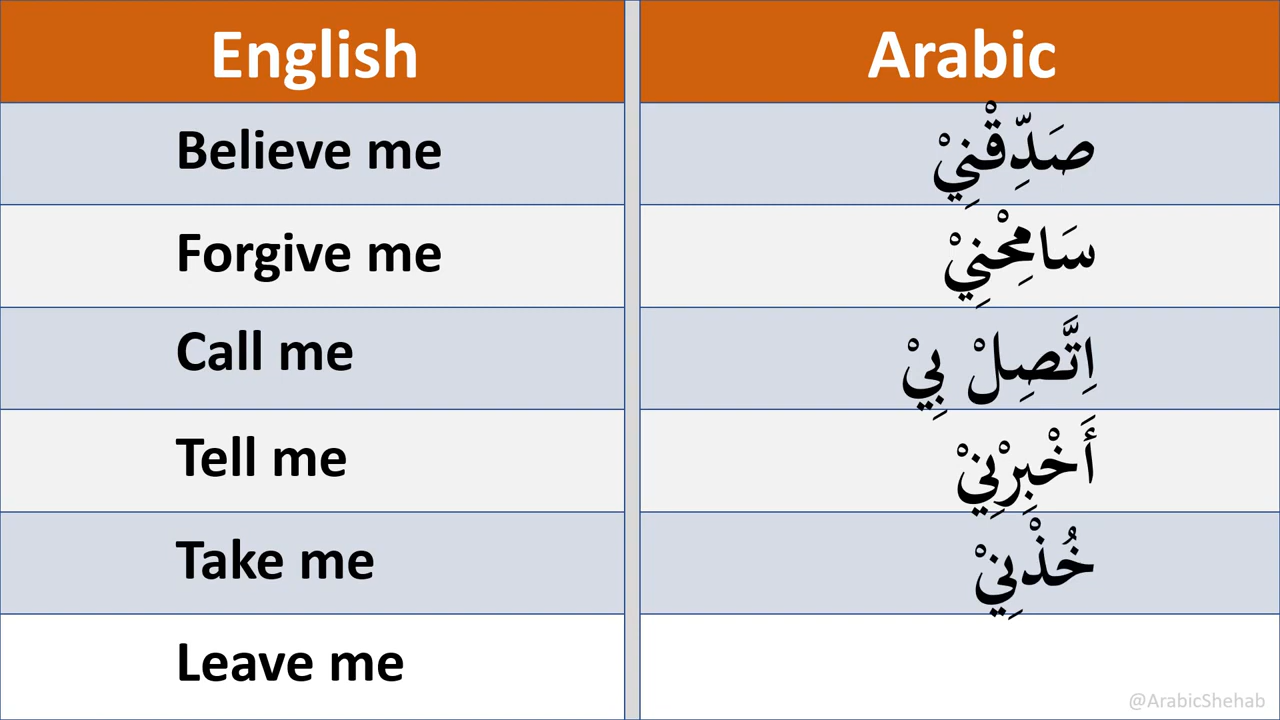 English Arabic
Believe me صَدِّقْنِيْ
Forgive me سَامِحْنِيْ
Call me اِتَّصِلْ بِيْ
Tell me أَخْبِرْنِيْ
Take me خُذْنِيْ
Leave me
@ArabicShehab